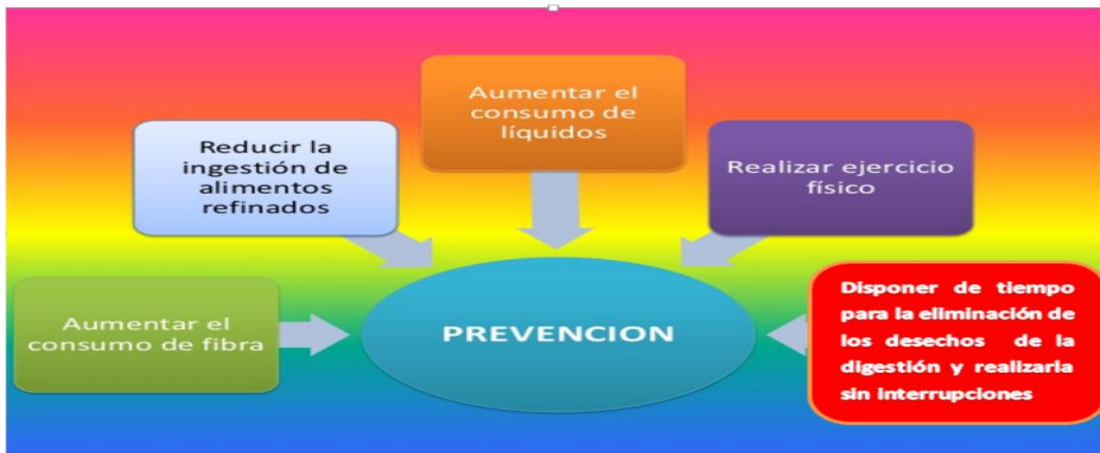 Aumentar el
consumo de
líquidos
Reducir la
ingestión de
alimentos
refinados
Realizar ejercicio
físico
Aumentar el
consumo de fibra
PREVENCION
Disponer de tiempo
para la eliminación de
los desechos de la
digestión y realizarla
sin interrupciones